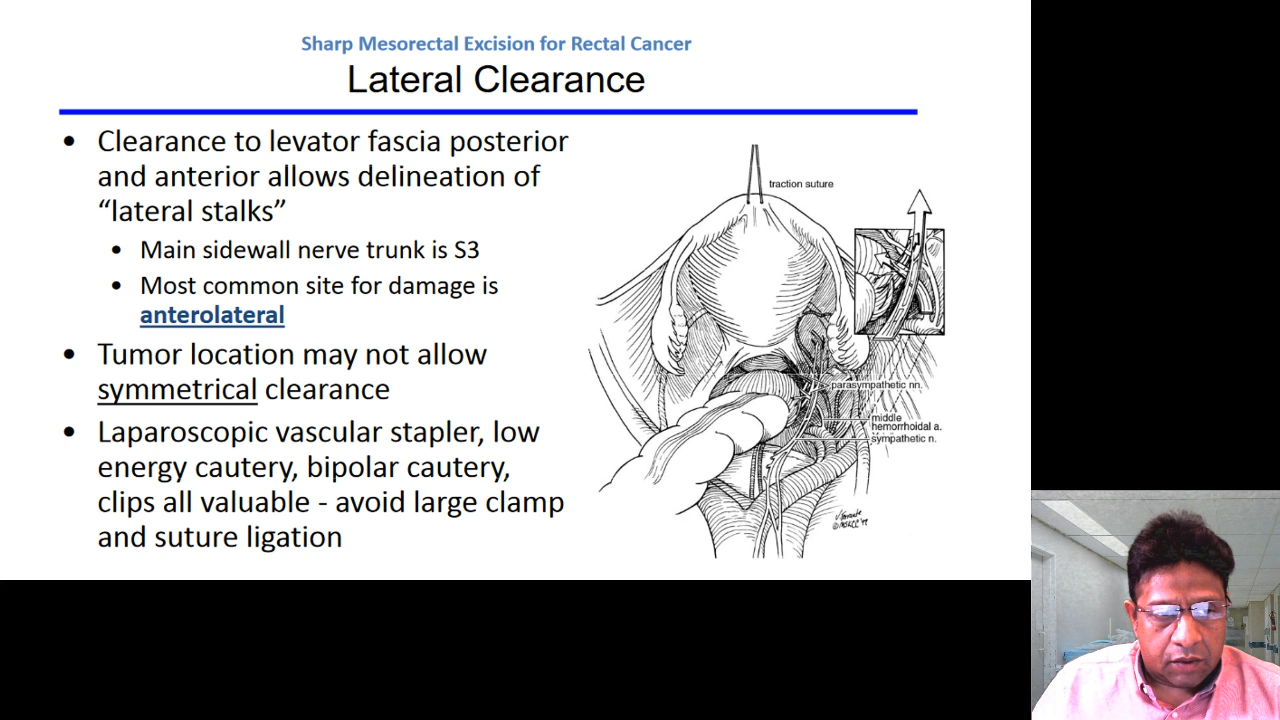 Sharp Mesorectal Excision for Rectal Cancer
Lateral Clearance
• Clearance to levator fascia posterior
and anterior allows delineation of
“lateral stalks”
• Main sidewall nerve trunk is S3
• Most common site for damage is
anterolateral
• Tumor location may not allow
symmetrical clearance
• Laparoscopic vascular stapler, low
energy cautery, bipolar cautery,
clips all valuable - avoid large clamp
and suture ligation
traction suture
parasympathetic nn.
middle
hemorrhoidal a.
sympathetic n.